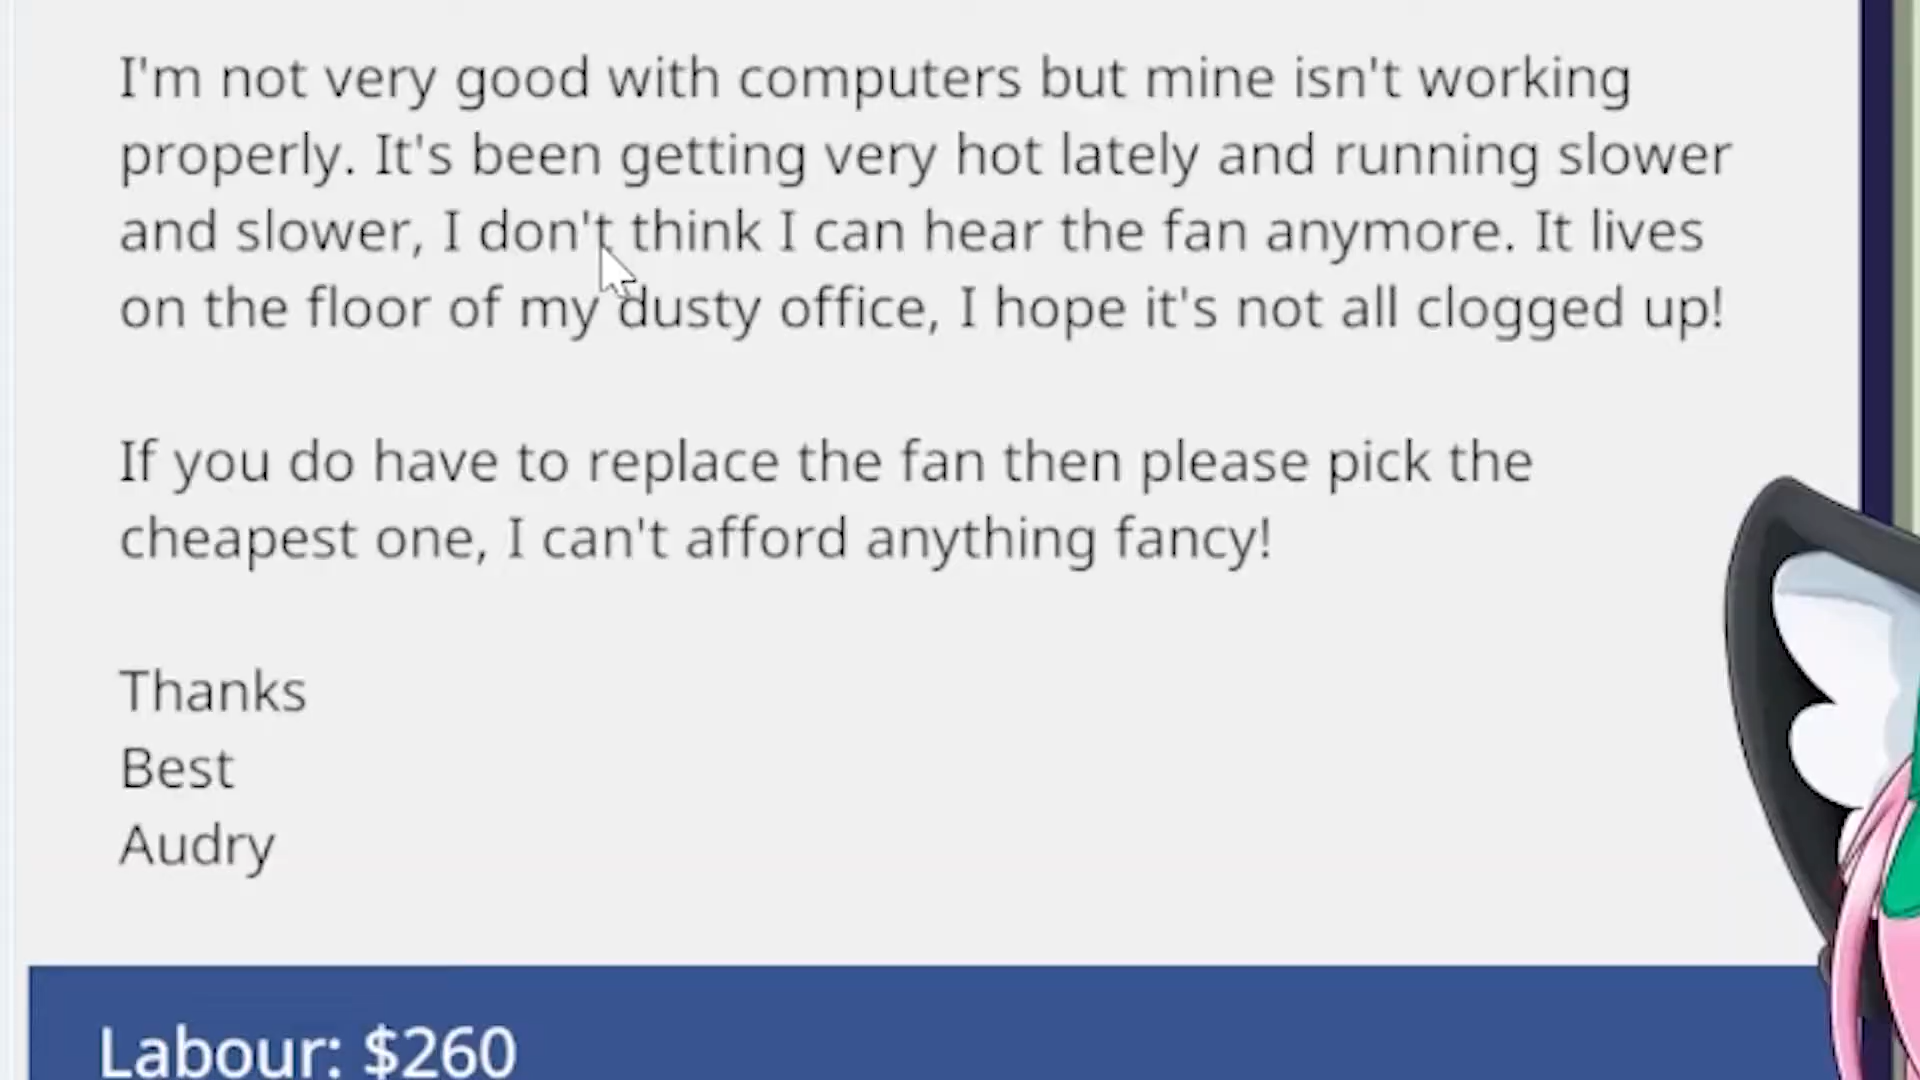 I'm not very good with computers but mine isn't working
properly. It's been getting very hot lately and running slower
and slower, I don't think I can hear the fan anymore. It lives
on the floor of my dusty office, I hope it's not all clogged up!
If you do have to replace the fan then please pick the
cheapest one, I can't afford anything fancy!
Thanks
Best
Audry
Labour: $260